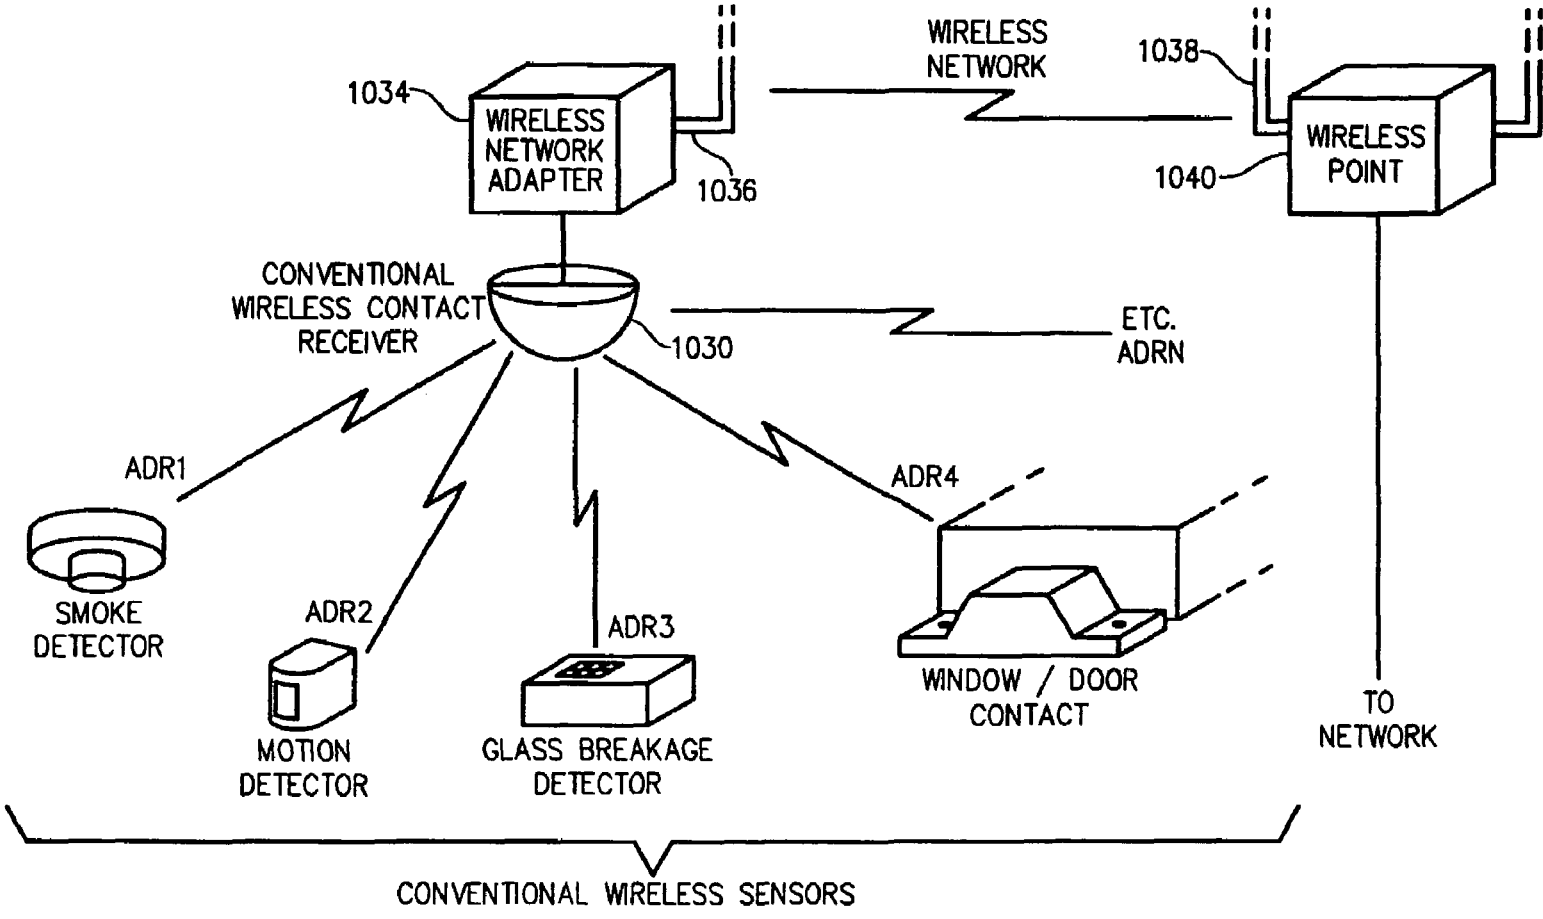 WIRELESS
NETWORK
1038
1034
WIRELESS
NETWORK
ADAPTER
1036
WIRELESS
POINT
1040
CONVENTIONAL
WIRELESS CONTACT
RECEIVER
1030
ETC.
ADRN
ADR1
ADR4
SMOKE
DETECTOR
ADR2
ADR3
WINDOW / DOOR
CONTACT
TO
NETWORK
MOTION
DETECTOR
GLASS BREAKAGE
DETECTOR
CONVENTIONAL WIRELESS SENSORS